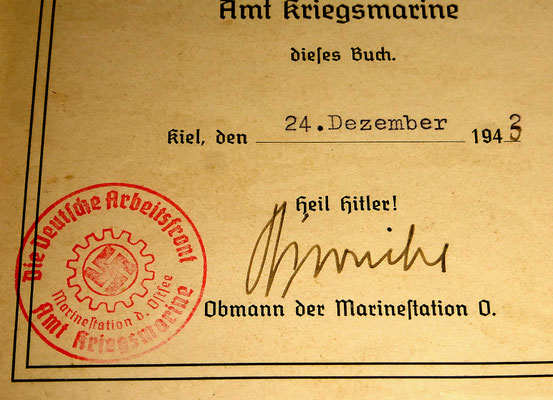 Amt Kriegsmarine
dieſes Buch.
Kiel, den 24.Dezember 194
Heil Hitler!
Obmann der Marineſtation O.
Die Deutſche Arbeitsfront
Marineſtation d. Oſtſee
Amt Kriegsmarine